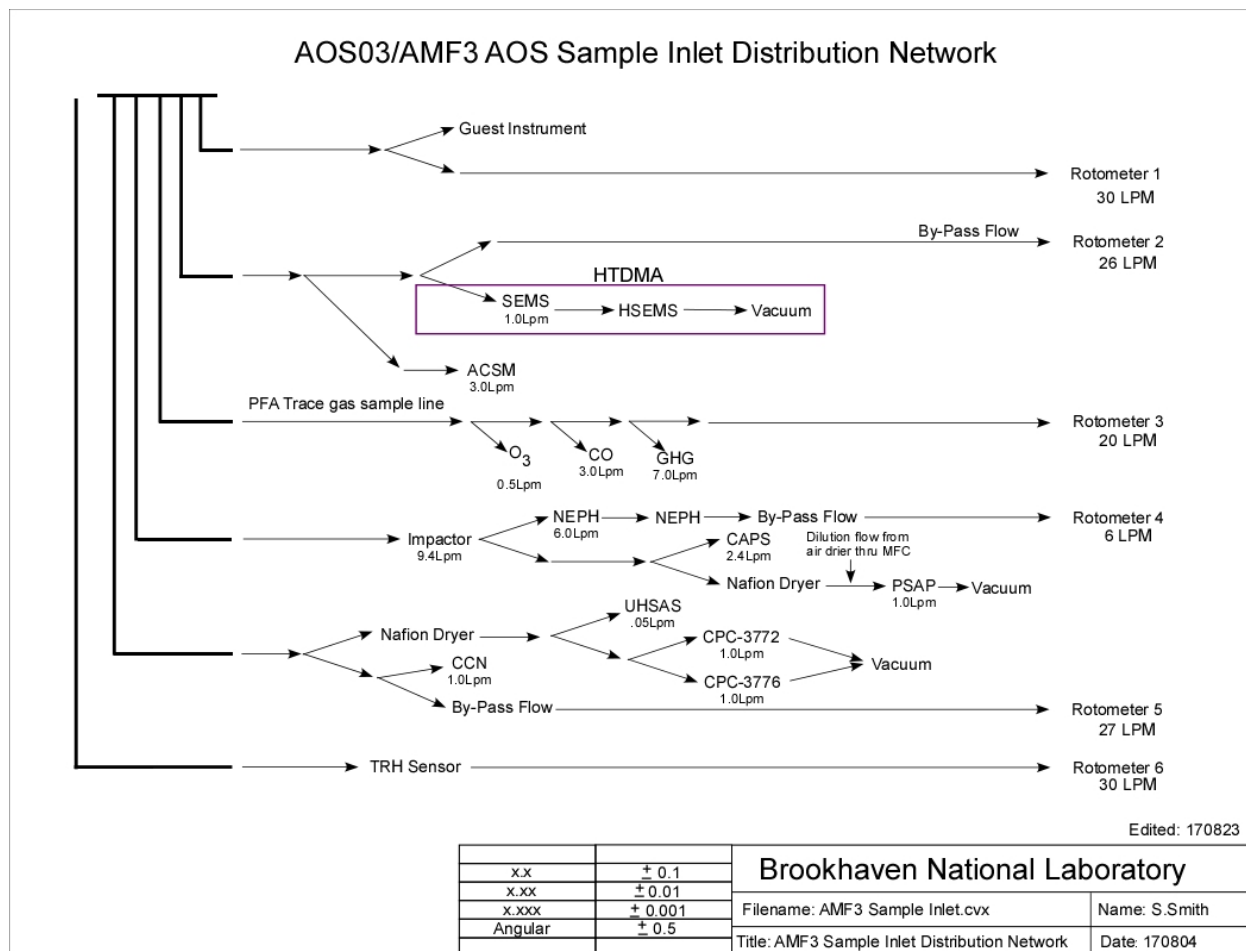 AOS03/AMF3 AOS Sample Inlet Distribution Network
Guest Instrument
Rotometer 1
30 LPM
By-Pass Flow
Rotometer 2
26 LPM
HTDMA
SEMS
1.0Lpm
HSEMS
Vacuum
ACSM
3.0Lpm
PFA Trace gas sample line
O3
0.5Lpm
CO
3.0Lpm
GHG
7.0Lpm
Rotometer 3
20 LPM
Impactor
9.4Lpm
NEPH
6.0Lpm
NEPH
By-Pass Flow
Rotometer 4
6 LPM
CAPS
2.4Lpm
Dilution flow from
air drier thru MFC
Nafion Dryer
PSAP
1.0Lpm
Vacuum
Nafion Dryer
UHSAS
.05Lpm
CPC-3772
1.0Lpm
CPC-3776
1.0Lpm
Vacuum
CCN
1.0Lpm
By-Pass Flow
Rotometer 5
27 LPM
TRH Sensor
Rotometer 6
30 LPM
Edited: 170823
x.x ± 0.1
x.xx ± 0.01
x.xxx ± 0.001
Angular ± 0.5
Brookhaven National Laboratory
Filename: AMF3 Sample Inlet.cvx
Name: S.Smith
Title: AMF3 Sample Inlet Distribution Network
Date: 170804